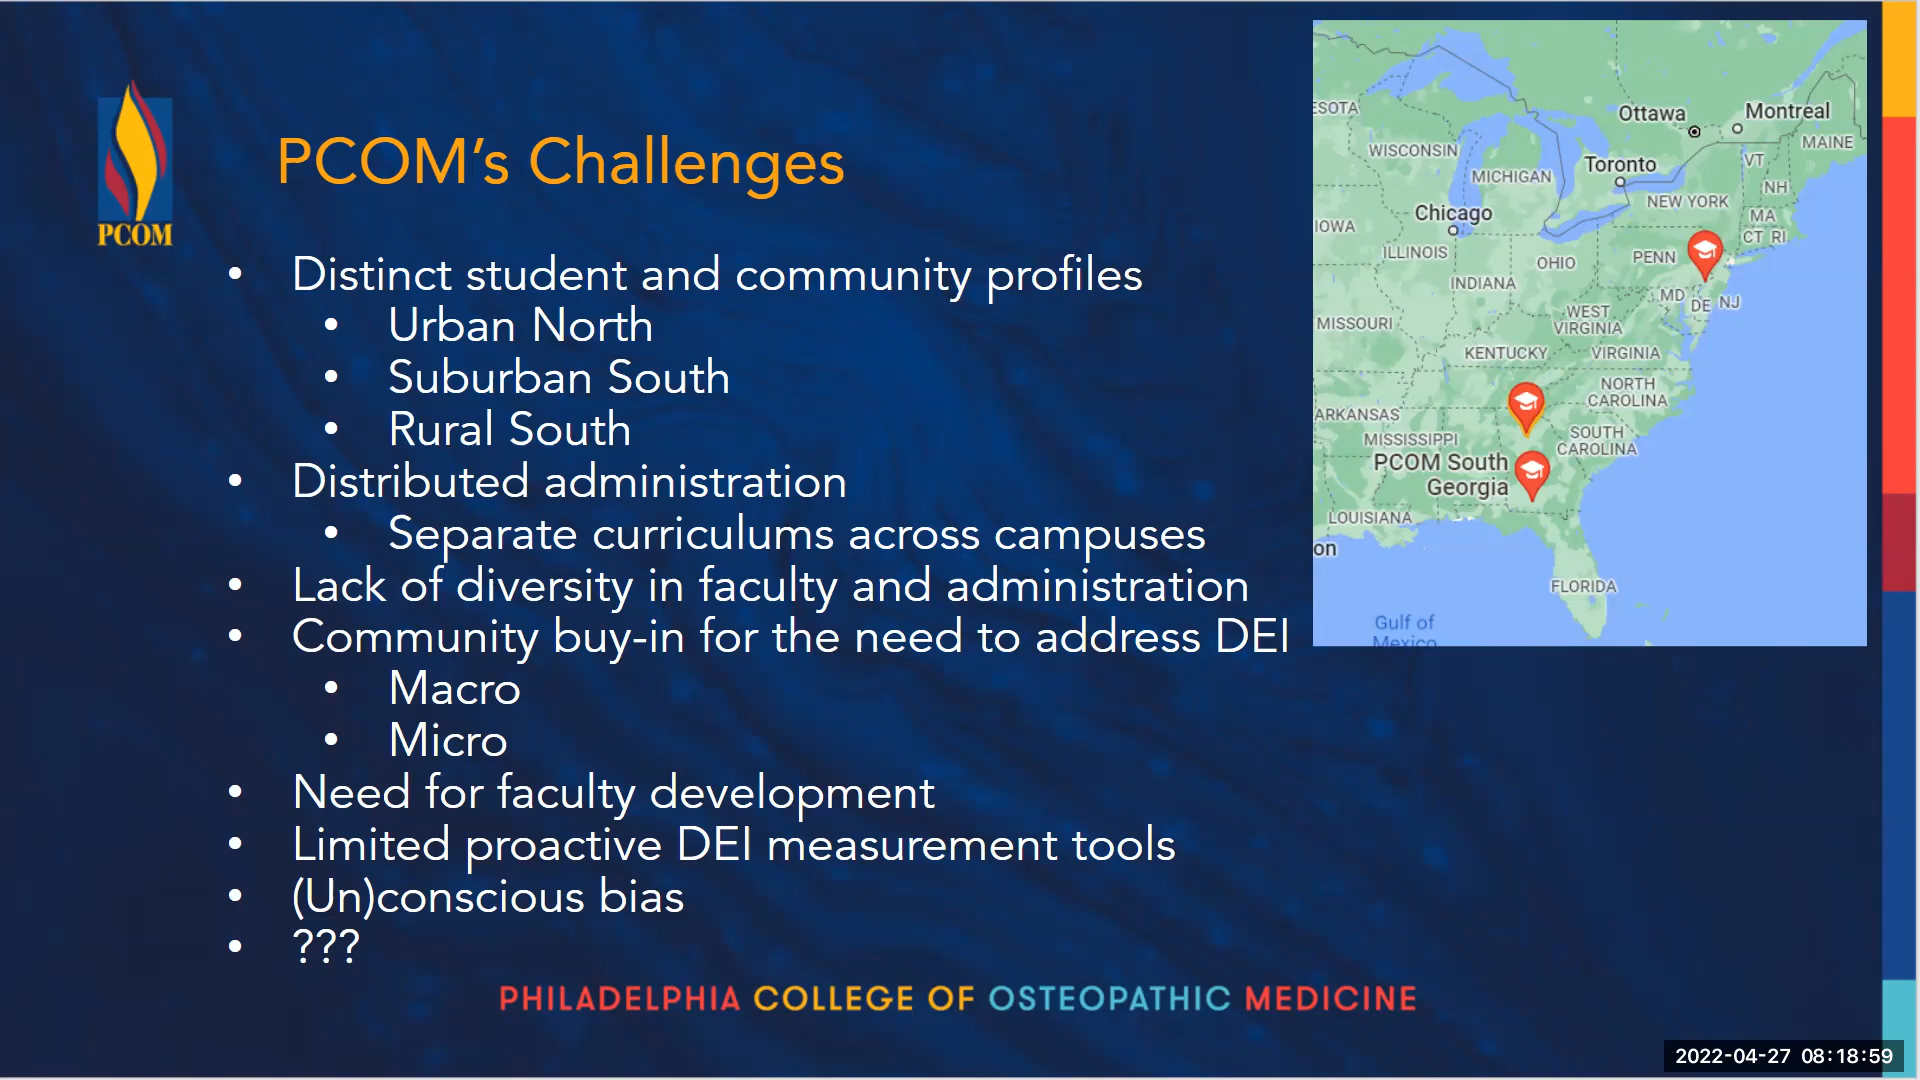 PCOM
PCOM’s Challenges
• Distinct student and community profiles
• Urban North
• Suburban South
• Rural South
• Distributed administration
• Separate curriculums across campuses
• Lack of diversity in faculty and administration
• Community buy-in for the need to address DEI
• Macro
• Micro
• Need for faculty development
• Limited proactive DEI measurement tools
• (Un)conscious bias
• ???
ESOTA
Ottawa
Montreal
MAINE
WISCONSIN
Toronto
VT
MICHIGAN
NH
NEW YORK
Chicago
MA
IOWA
CT RI
ILLINOIS
PENN
OHIO
INDIANA
MD
DE
NJ
WEST
VIRGINIA
MISSOURI
KENTUCKY
VIRGINIA
NORTH
CAROLINA
ARKANSAS
MISSISSIPPI
SOUTH
CAROLINA
PCOM South
Georgia
LOUISIANA
on
FLORIDA
Gulf of
Mexico
PHILADELPHIA COLLEGE OF OSTEOPATHIC MEDICINE
2022-04-27 08:18:59